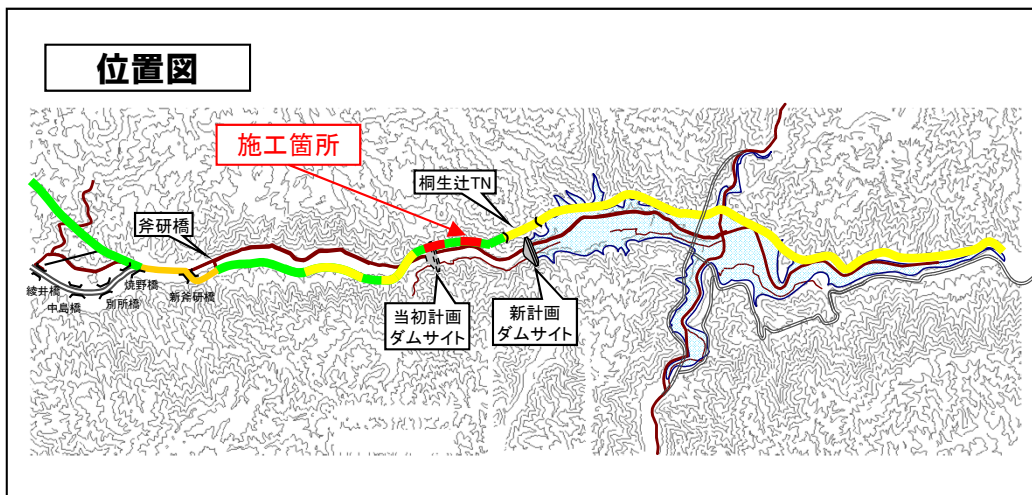 位置図
施工箇所
桐生辻TN
斧研橋
綾井橋
中島橋
別所橋
焼野橋
新斧研橋
当初計画
ダムサイト
新計画
ダムサイト